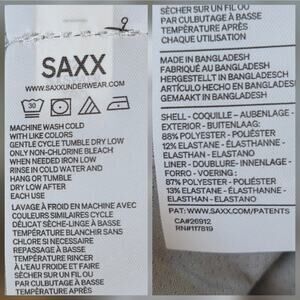 SAXX
WWW.SAXXUNDERWEAR.COM
30
MACHINE WASH COLD
WITH LIKE COLORS
GENTLE CYCLE TUMBLE DRY LOW
ONLY NON-CHLORINE BLEACH
WHEN NEEDED IRON LOW
RINSE IN COLD WATER AND
HANG OR TUMBLE
DRY LOW AFTER
EACH USE
LAVAGE À FROID EN MACHINE AVEC
COULEURS SIMILAIRES CYCLE
DÉLICAT SÈCHE-LINGE À BASSE
TEMPÉRATURE BLANCHIR SANS
CHLORE SI NÉCESSAIRE
REPASSAGE À BASSE
TEMPÉRATURE RINCER
À L'EAU FROIDE ET FAIRE
SÉCHER SUR UN FIL OU
PAR CULBUTAGE À BASSE
TEMPÉRATURE APRÈS
SÉCHER SUR UN FIL OU
PAR CULBUTAGE À BASSE
TEMPÉRATURE APRÈS
CHAQUE UTILISATION
MADE IN BANGLADESH
FABRIQUÉ AU BANGLADESH
HERGESTELLT IN BANGLADESCH
ARTÍCULO HECHO EN BANGLADESH
GEMAAKT IN BANGLADESH
SHELL - COQUILLE - AUBENLAGE -
EXTERIOR - BUITENLAAG:
88% POLYESTER - POLIÉSTER
12% ELASTANE - ÉLASTHANNE -
ELASTHAN - ELASTANO
LINER- DOUBLURE- INNENLAGE -
FORRO - VOERING :
87% POLYESTER - POLIÉSTER
13% ELASTANE - ÉLASTHANNE -
ELASTHAN - ELASTANO
PAT: WWW.SAXX.COM/PATENTS
CA#26912
RN#117819